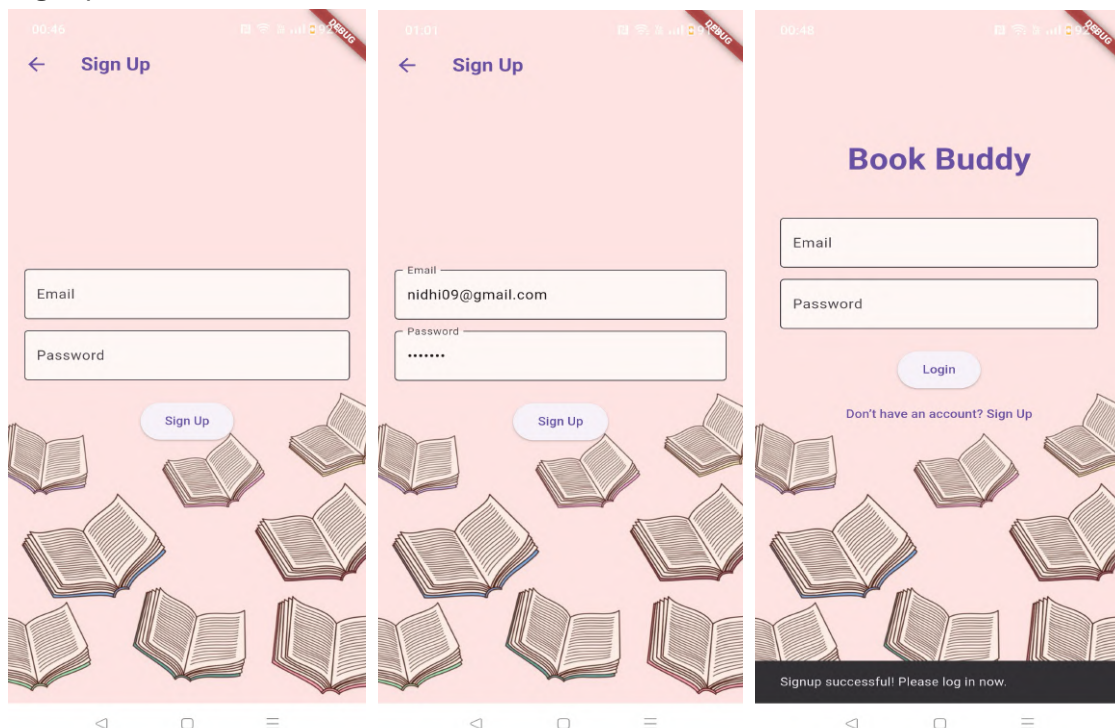 00:46
DEBUG
Sign Up
Email
Password
Sign Up
01:01
DEBUG
Sign Up
Email
nidhi09@gmail.com
Password
•••••••
Sign Up
00:48
DEBUG
Book Buddy
Email
Password
Login
Don't have an account? Sign Up
Signup successful! Please log in now.